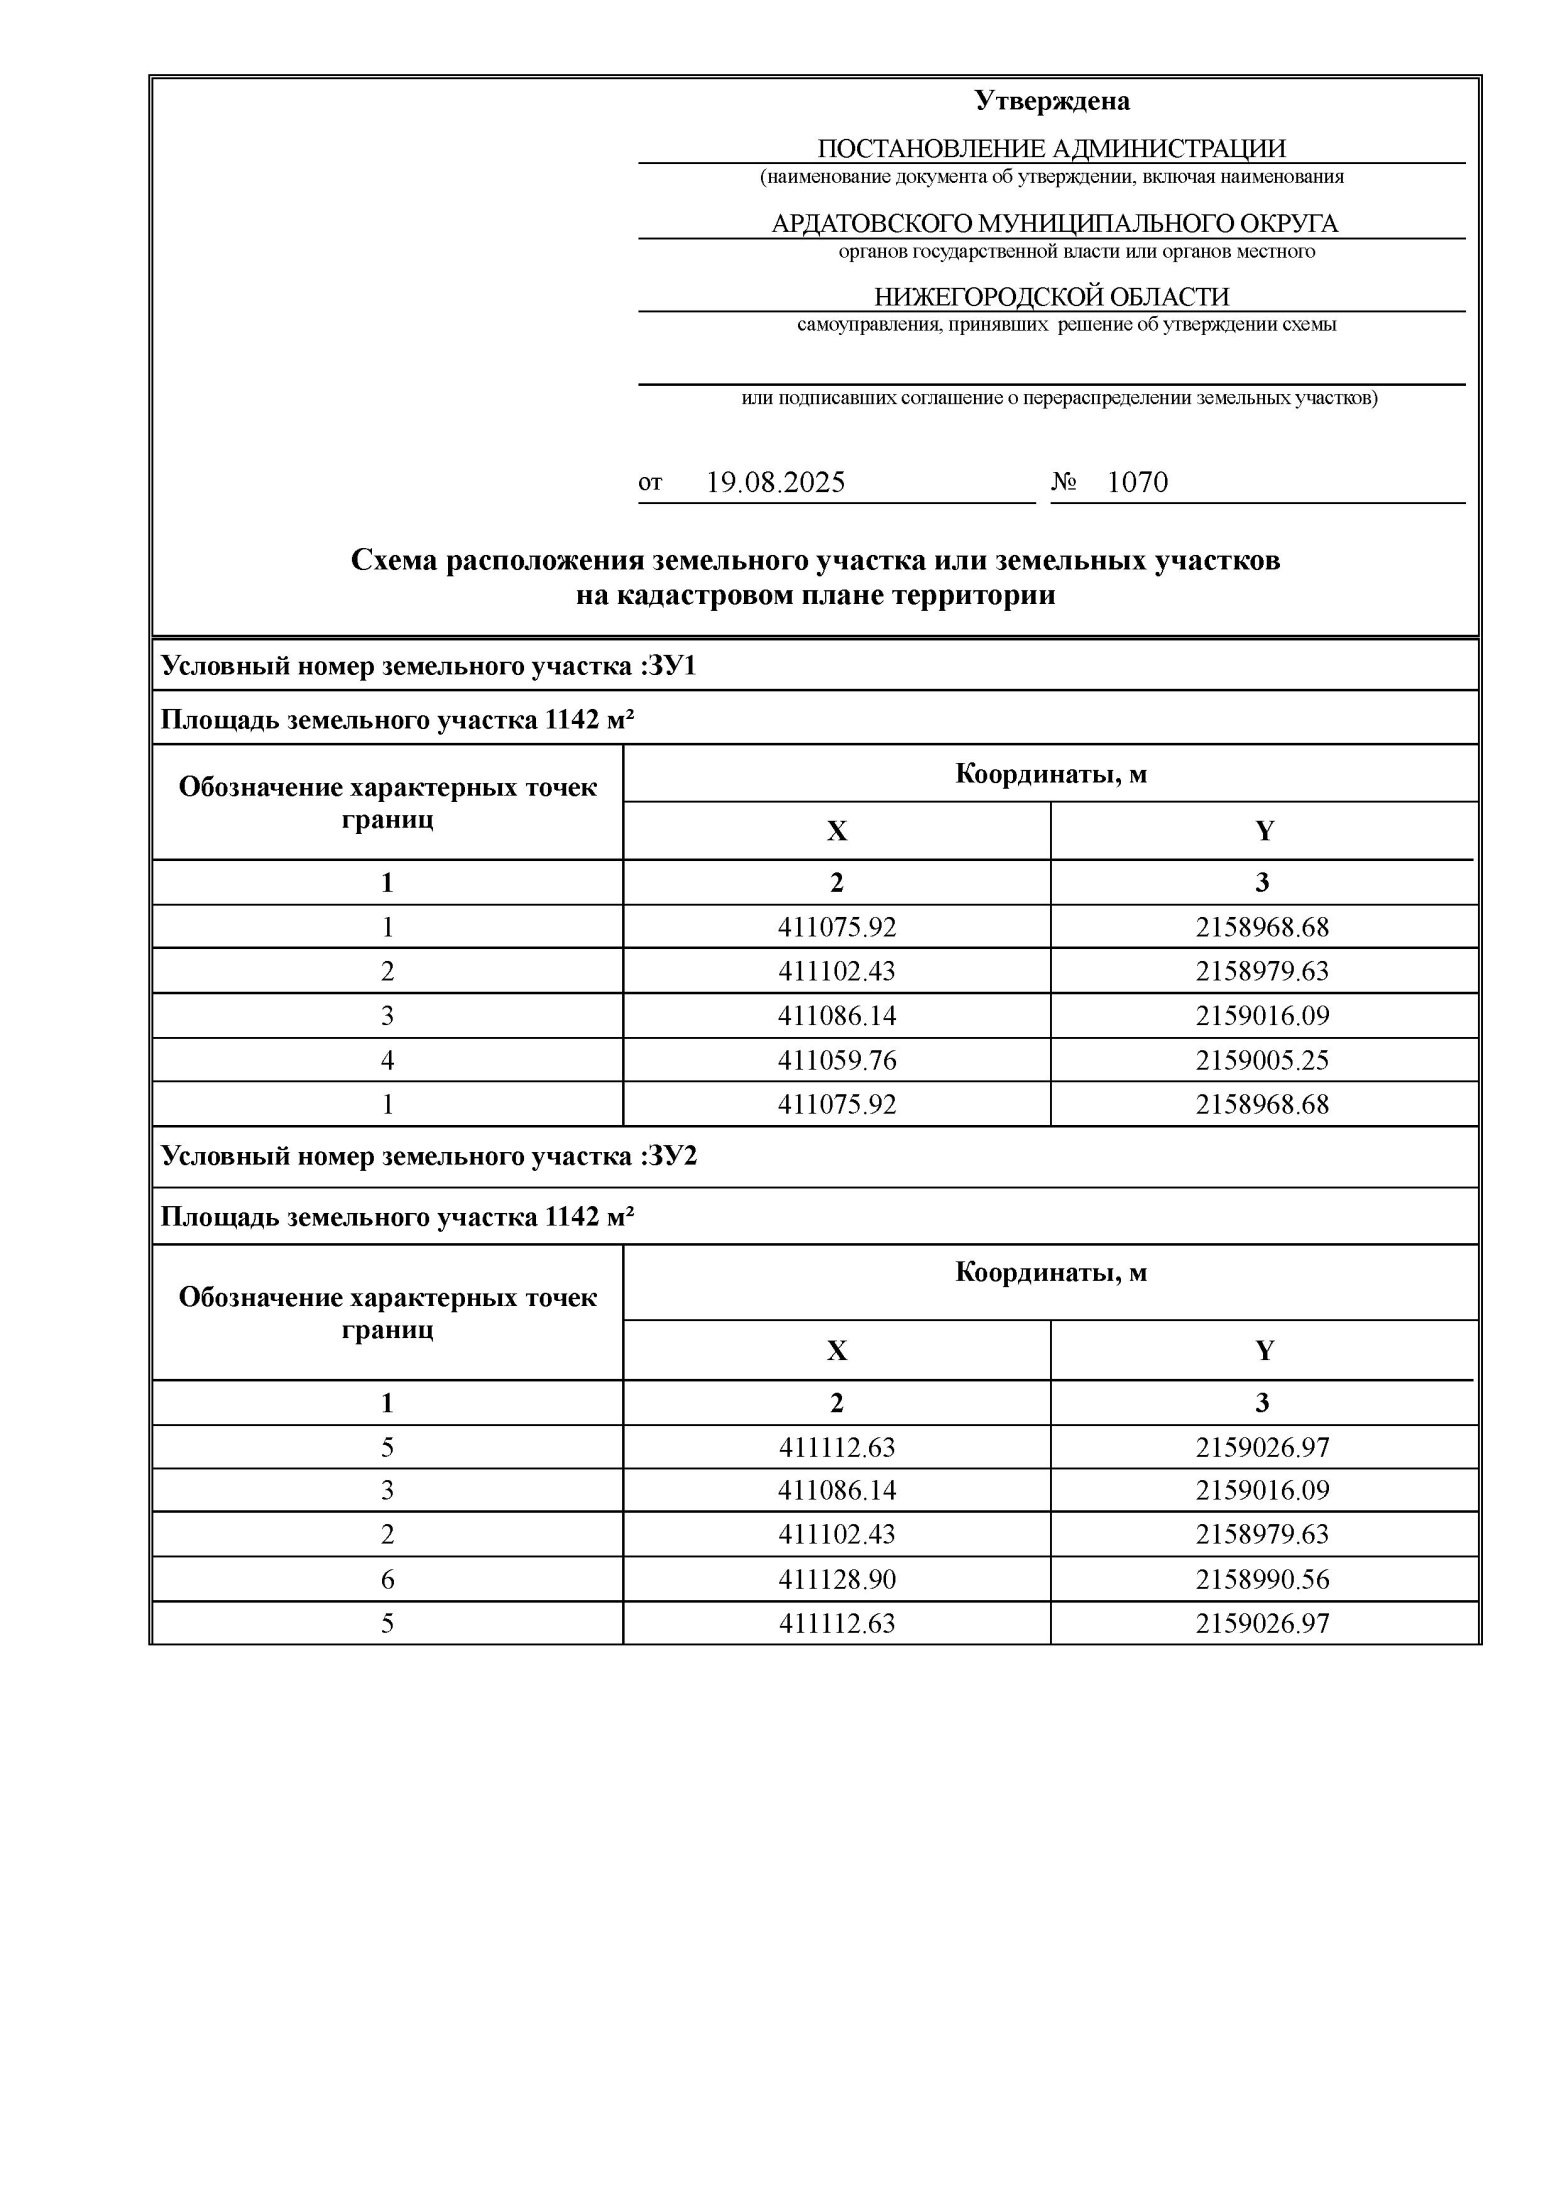 Утверждена
ПОСТАНОВЛЕНИЕ АДМИНИСТРАЦИИ
(наименование документа об утверждении, включая наименования
АРДАТОВСКОГО МУНИЦИПАЛЬНОГО ОКРУГА
органов государственной власти или органов местного
НИЖЕГОРОДСКОЙ ОБЛАСТИ
самоуправления, принявших решение об утверждении схемы
или подписавших соглашение о перераспределении земельных участков)
от 19.08.2025 № 1070
Схема расположения земельного участка или земельных участков
на кадастровом плане территории
Условный номер земельного участка :ЗУ1
Площадь земельного участка 1142 м²
Обозначение характерных точек
границ
Координаты, м
X Y
1 2 3
1 411075.92 2158968.68
2 411102.43 2158979.63
3 411086.14 2159016.09
4 411059.76 2159005.25
1 411075.92 2158968.68
Условный номер земельного участка :ЗУ2
Площадь земельного участка 1142 м²
Обозначение характерных точек
границ
Координаты, м
X Y
1 2 3
5 411112.63 2159026.97
3 411086.14 2159016.09
2 411102.43 2158979.63
6 411128.90 2158990.56
5 411112.63 2159026.97